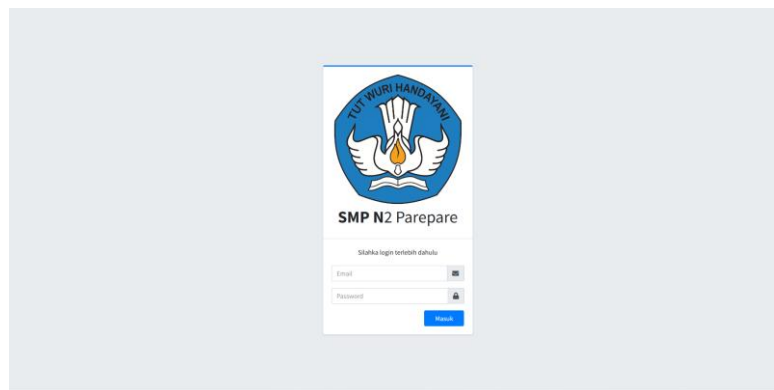 TUT WURI HANDAYANI
SMP N2 Parepare
Silahka login terlebih dahulu
Email
Password
Masuk